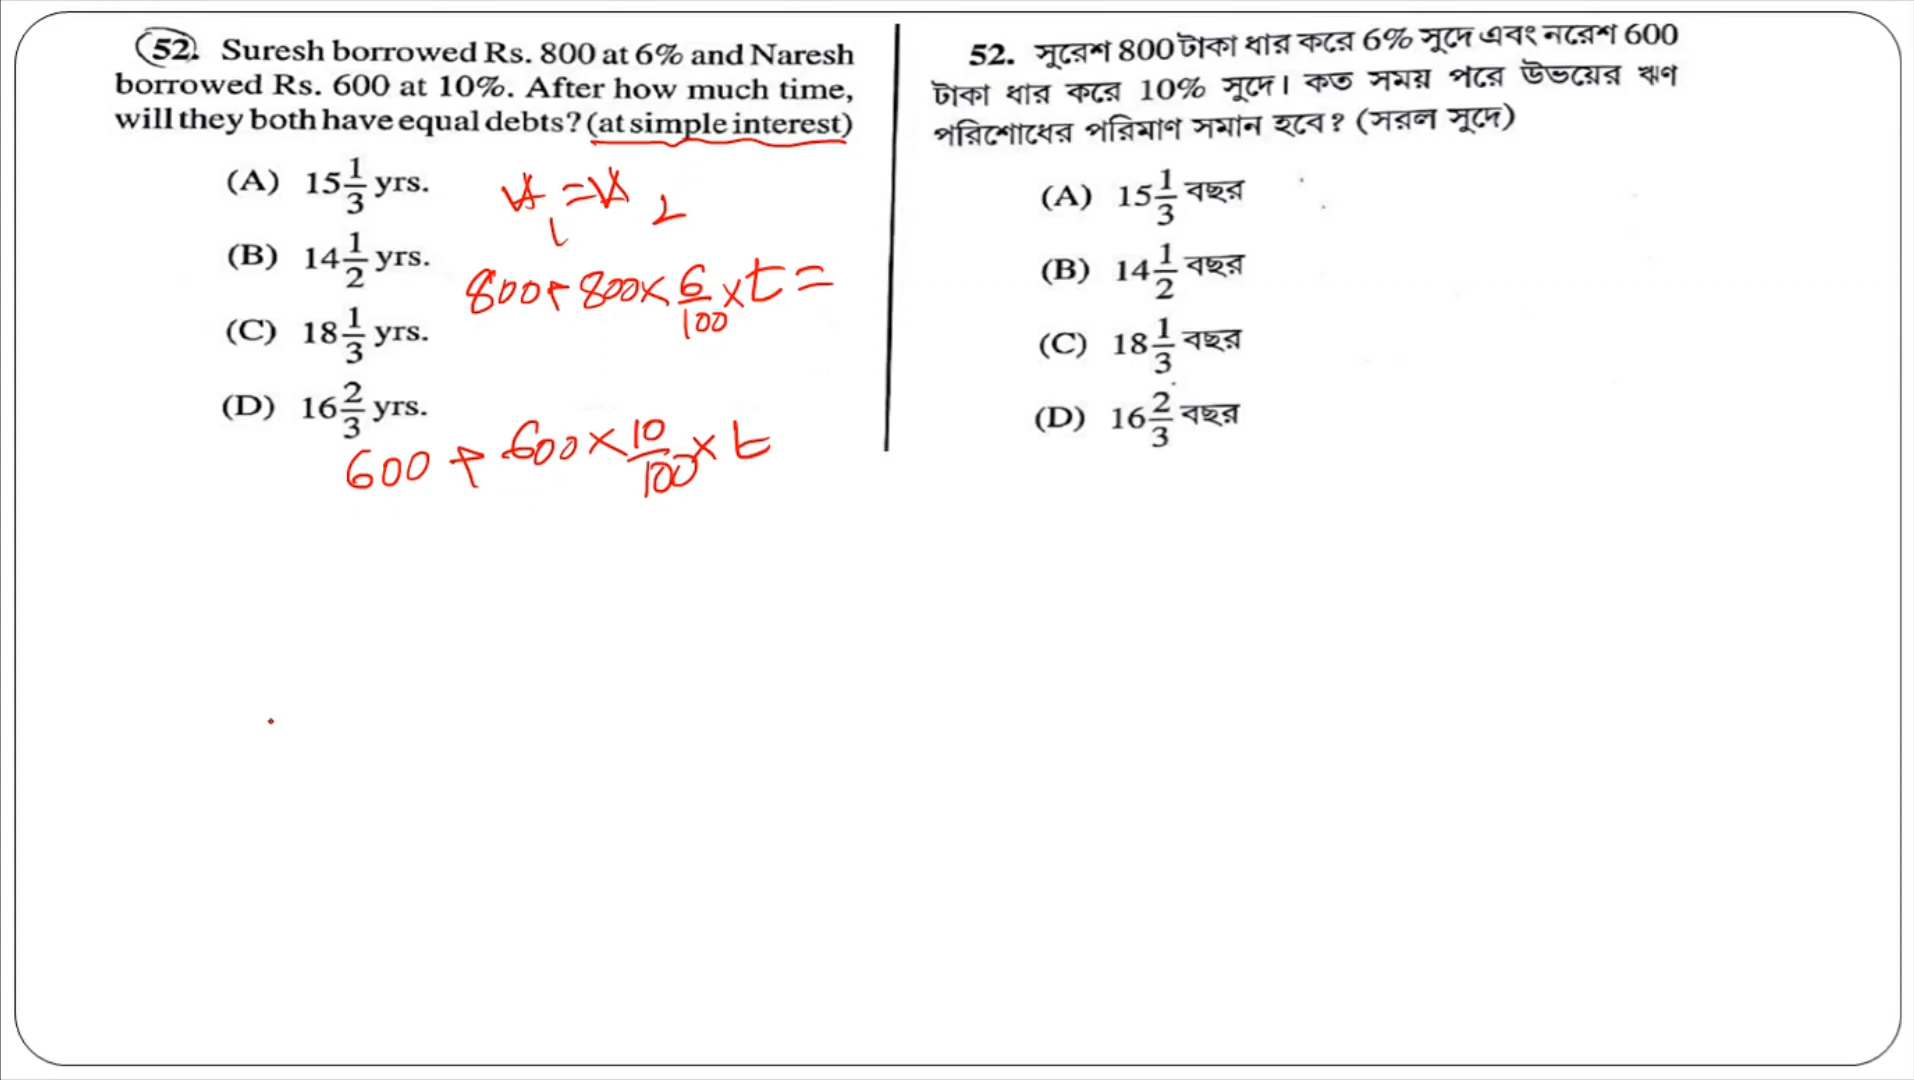 52. Suresh borrowed Rs. 800 at 6% and Naresh
borrowed Rs. 600 at 10%. After how much time,
will they both have equal debts? (at simple interest)
(A) 15 1/3 yrs.
(B) 14 1/2 yrs.
(C) 18 1/3 yrs.
(D) 16 2/3 yrs.
A1 = A2
800 + 800 × 6/100 × t =
600 + 600 × 10/100 × t
52. সুরেশ 800 টাকা ধার করে 6% সুদে এবং নরেশ 600
টাকা ধার করে 10% সুদে। কত সময় পরে উভয়ের ঋণ
পরিশোধের পরিমাণ সমান হবে? (সরল সুদে)
(A) 15 1/3 বছর
(B) 14 1/2 বছর
(C) 18 1/3 বছর
(D) 16 2/3 বছর